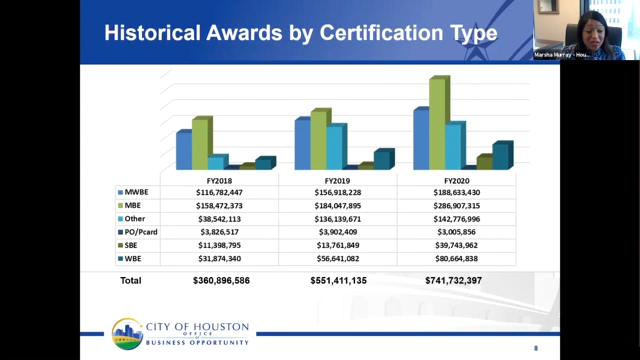 Historical Awards by Certification Type
Marsha Murray - Hou...
FY2018 FY2019 FY2020
MWBE $116,782,447 $156,918,228 $188,633,430
MBE $158,472,373 $184,047,895 $286,907,315
Other $38,542,113 $136,139,671 $142,776,996
PO/Pcard $3,826,517 $3,902,409 $3,005,856
SBE $11,398,795 $13,761,849 $39,743,962
WBE $31,874,340 $56,641,082 $80,664,838
Total $360,896,586 $551,411,135 $741,732,397
CITY OF HOUSTON
OFFICE
of
BUSINESS OPPORTUNITY
8